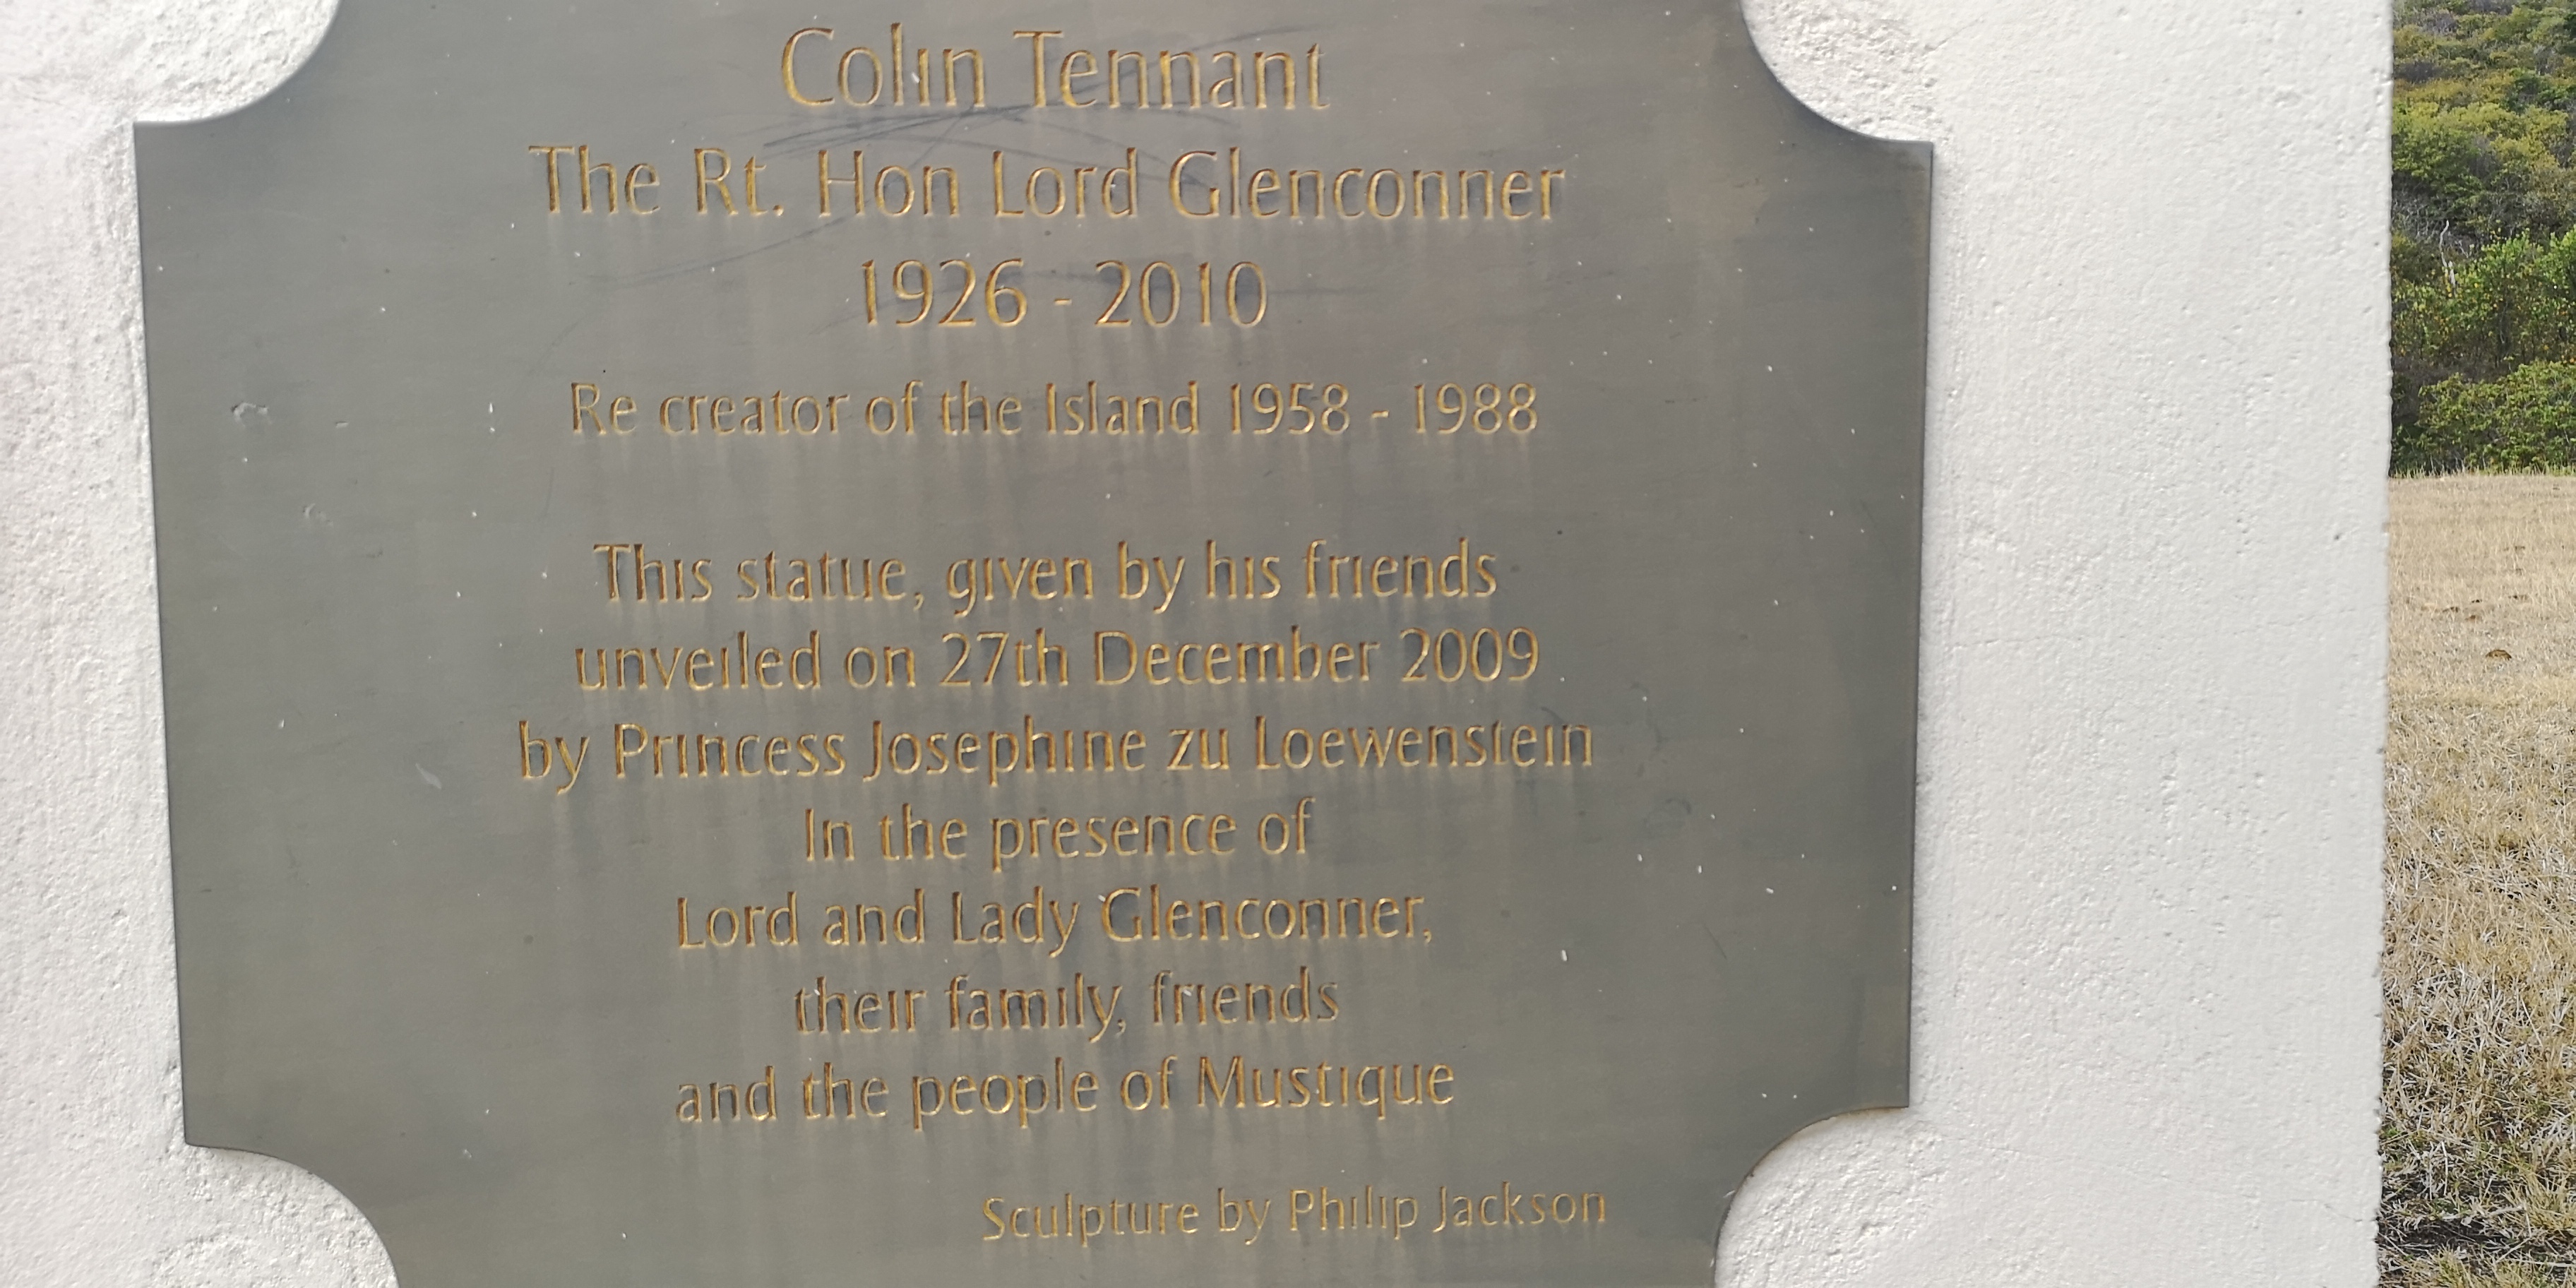 Colin Tennant
The Rt. Hon Lord Glenconner
1926 - 2010
Re creator of the Island 1958 - 1988
This statue, given by his friends
unveiled on 27th December 2009
by Princess Josephine zu Loewenstein
In the presence of
Lord and Lady Glenconner,
their family, friends
and the people of Mustique
Sculpture by Philip Jackson